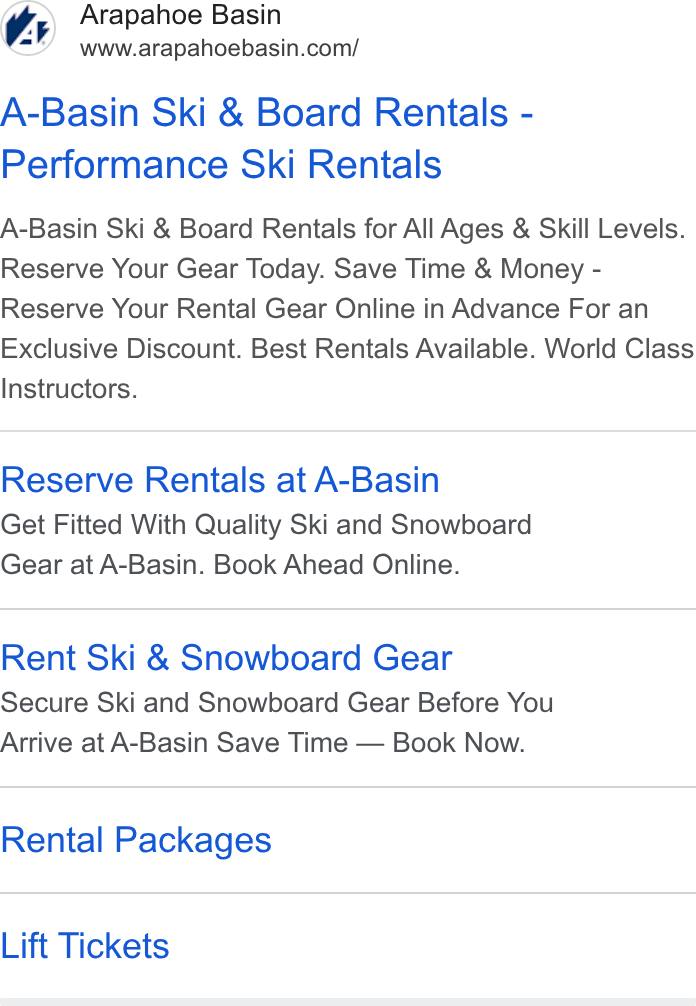 Arapahoe Basin
www.arapahoebasin.com/
A-Basin Ski & Board Rentals -
Performance Ski Rentals
A-Basin Ski & Board Rentals for All Ages & Skill Levels.
Reserve Your Gear Today. Save Time & Money -
Reserve Your Rental Gear Online in Advance For an
Exclusive Discount. Best Rentals Available. World Class
Instructors.
Reserve Rentals at A-Basin
Get Fitted With Quality Ski and Snowboard
Gear at A-Basin. Book Ahead Online.
Rent Ski & Snowboard Gear
Secure Ski and Snowboard Gear Before You
Arrive at A-Basin Save Time — Book Now.
Rental Packages
Lift Tickets